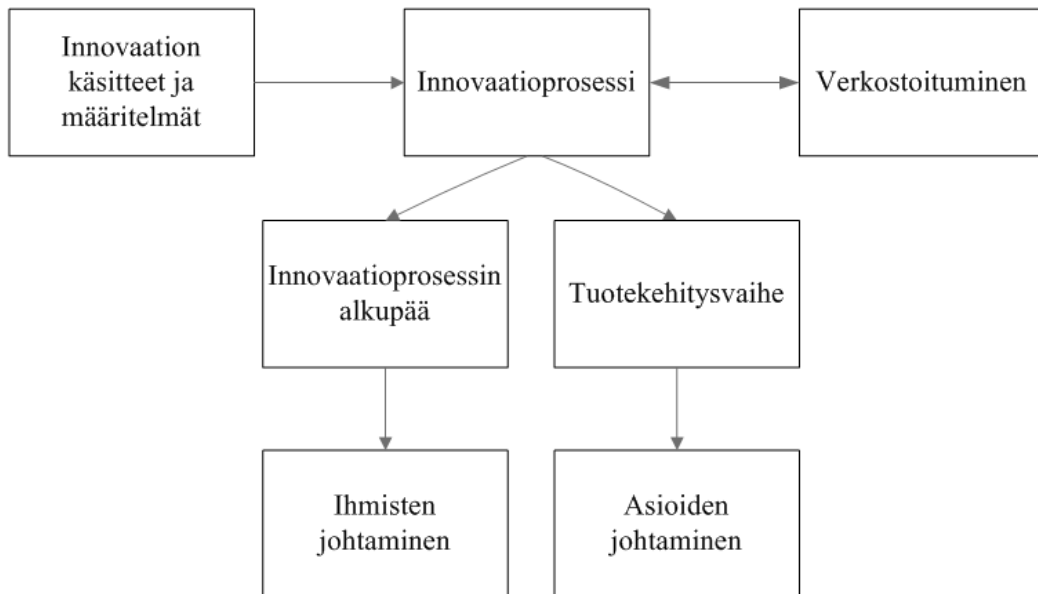 Innovaation
käsitteet ja
määritelmät
Innovaatioprosessi
Verkostoituminen
Innovaatioprosessin
alkupää
Tuotekehitysvaihe
Ihmisten
johtaminen
Asioiden
johtaminen